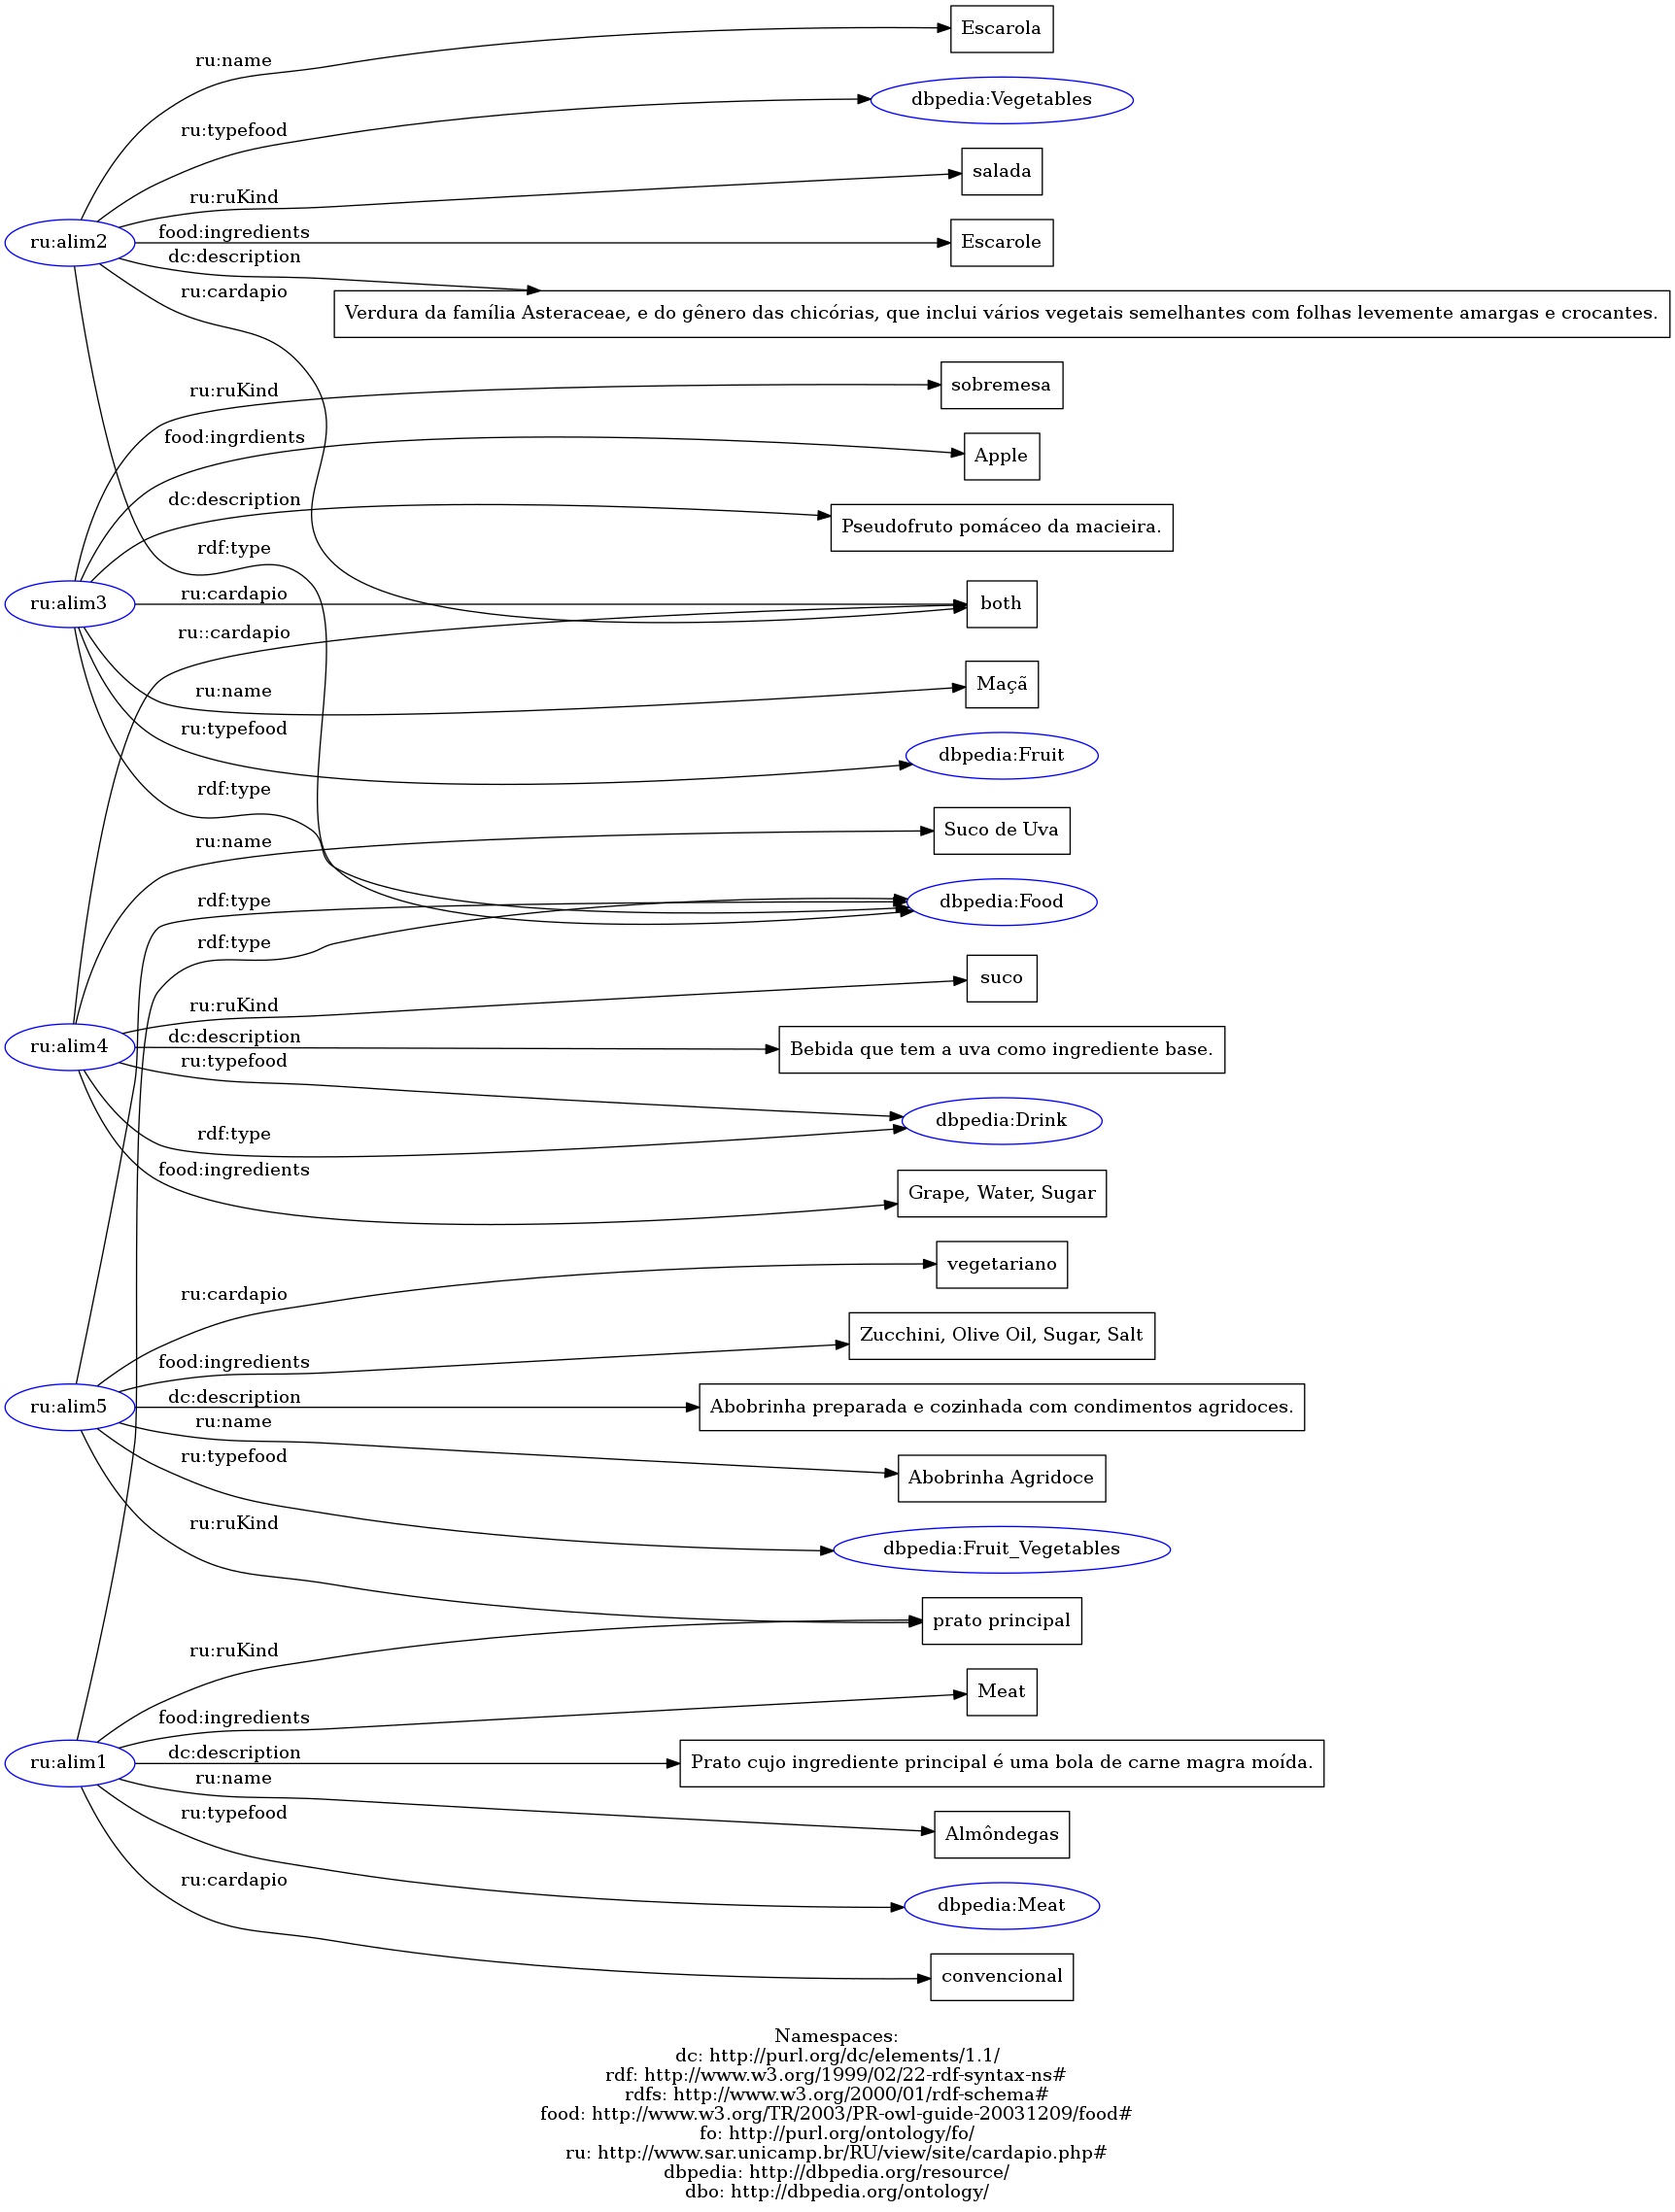 Escarola
ru:name
dbpedia:Vegetables
ru:typefood
salada
ru:ruKind
ru:alim2
food:ingredients
Escarole
dc:description
ru:cardapio
Verdura da família Asteraceae, e do gênero das chicórias, que inclui vários vegetais semelhantes com folhas levemente amargas e crocantes.
ru:ruKind
sobremesa
food:ingrdients
Apple
dc:description
Pseudofruto pomáceo da macieira.
rdf:type
ru:alim3
ru:cardapio
both
ru::cardapio
ru:name
Maçã
ru:typefood
dbpedia:Fruit
rdf:type
ru:name
Suco de Uva
rdf:type
dbpedia:Food
rdf:type
suco
ru:ruKind
ru:alim4
dc:description
Bebida que tem a uva como ingrediente base.
ru:typefood
dbpedia:Drink
rdf:type
food:ingredients
Grape, Water, Sugar
vegetariano
ru:cardapio
Zucchini, Olive Oil, Sugar, Salt
food:ingredients
ru:alim5
dc:description
Abobrinha preparada e cozinhada com condimentos agridoces.
ru:name
ru:typefood
Abobrinha Agridoce
ru:ruKind
dbpedia:Fruit_Vegetables
prato principal
ru:ruKind
Meat
food:ingredients
ru:alim1
dc:description
Prato cujo ingrediente principal é uma bola de carne magra moída.
ru:name
ru:typefood
Almôndegas
ru:cardapio
dbpedia:Meat
convencional
Namespaces:
dc: http://purl.org/dc/elements/1.1/
rdf: http://www.w3.org/1999/02/22-rdf-syntax-ns#
rdfs: http://www.w3.org/2000/01/rdf-schema#
food: http://www.w3.org/TR/2003/PR-owl-guide-20031209/food#
fo: http://purl.org/ontology/fo/
ru: http://www.sar.unicamp.br/RU/view/site/cardapio.php#
dbpedia: http://dbpedia.org/resource/
dbo: http://dbpedia.org/ontology/